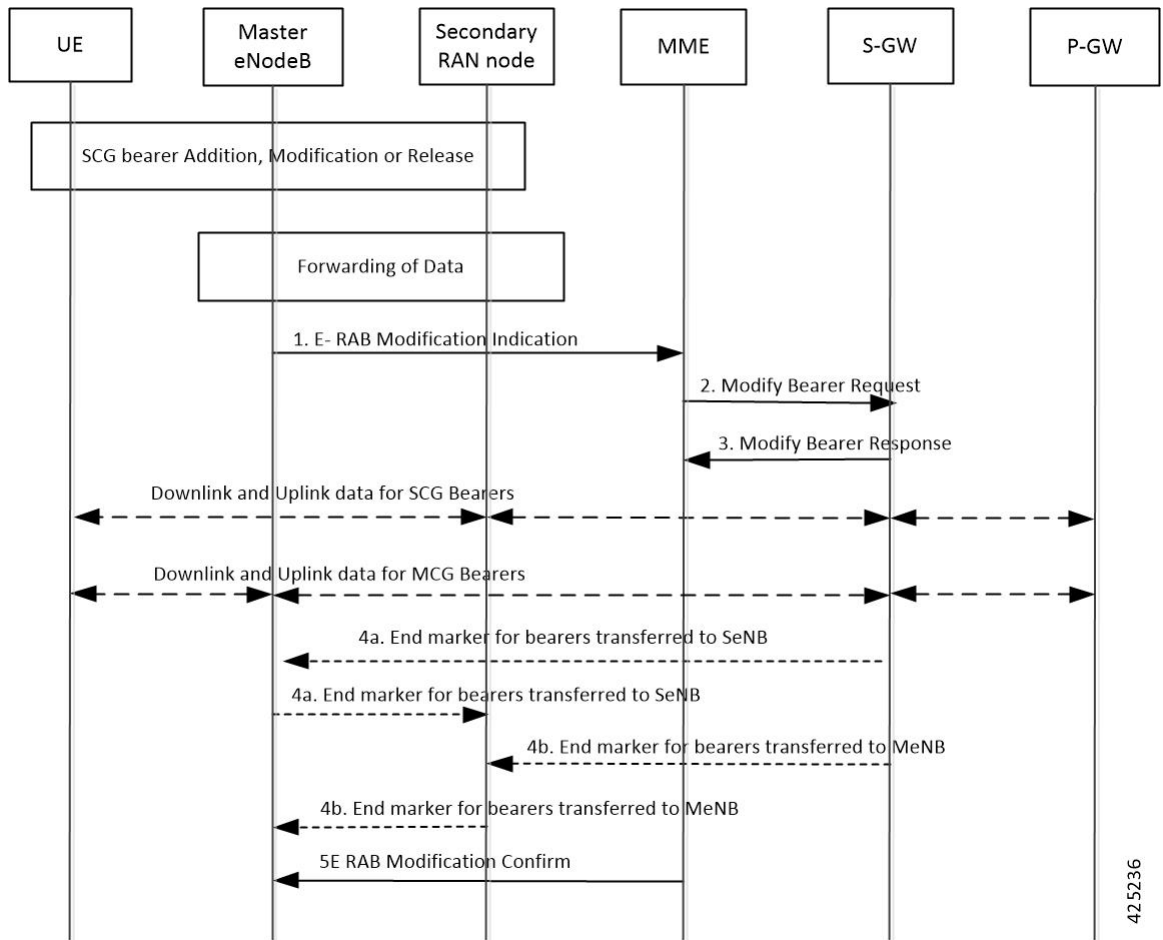 UE
Master
eNodeB
Secondary
RAN node
MME
S-GW
P-GW
SCG bearer Addition, Modification or Release
Forwarding of Data
1. E- RAB Modification Indication
2. Modify Bearer Request
3. Modify Bearer Response
Downlink and Uplink data for SCG Bearers
Downlink and Uplink data for MCG Bearers
4a. End marker for bearers transferred to SeNB
4a. End marker for bearers transferred to SeNB
4b. End marker for bearers transferred to MeNB
4b. End marker for bearers transferred to MeNB
5E RAB Modification Confirm
425236